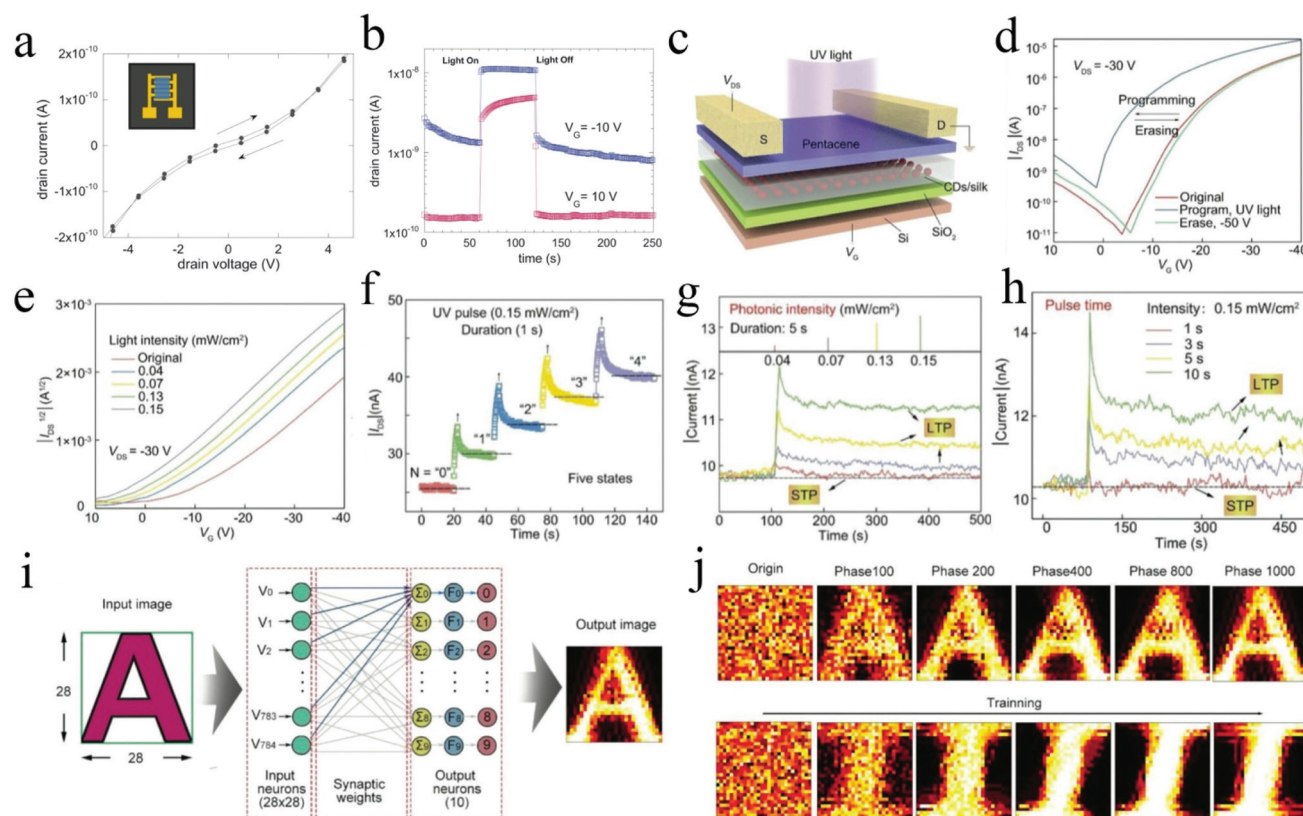 a
2x10⁻¹⁰
1x10⁻¹⁰
0
-1x10⁻¹⁰
-2x10⁻¹⁰
drain current (A)
-4 -2 0 2 4
drain voltage (V)
b
Light On
Light Off
1x10⁻⁸
1x10⁻⁹
1x10⁻¹⁰
drain current (A)
V_G = -10 V
V_G = 10 V
0 50 100 150 200 250
time (s)
c
UV light
V_DS
S
D
Pentacene
CDs/silk
SiO₂
Si
V_G
d
10⁻⁵
10⁻⁶
10⁻⁷
10⁻⁸
10⁻⁹
10⁻¹⁰
10⁻¹¹
|I_DS|(A)
V_DS = -30 V
Programming
Erasing
Original
Program, UV light
Erase, -50 V
10 0 -10 -20 -30 -40
V_G (V)
e
3×10⁻³
2×10⁻³
1×10⁻³
0
|I_DS^1/2|(A^1/2)
Light intensity (mW/cm²)
Original
0.04
0.07
0.13
0.15
V_DS = -30 V
10 0 -10 -20 -30 -40
V_G (V)
f
50
40
30
|I_DS|(nA)
UV pulse (0.15 mW/cm²)
Duration (1 s)
N = "0"
"1"
"2"
"3"
"4"
Five states
0 20 40 60 80 100 120 140
Time (s)
g
Photonic intensity (mW/cm²)
Duration: 5 s
0.04 0.07 0.13 0.15
13
12
11
10
|Current|(nA)
LTP
STP
0 100 200 300 400 500
Time (s)
h
Pulse time
Intensity: 0.15 mW/cm²
1 s
3 s
5 s
10 s
14
12
10
|Current|(nA)
LTP
STP
0 150 300 450
Time (s)
i
Input image
28
28
V₀
V₁
V₂
V₇₈₃
V₇₈₄
Σ₀ F₀ 0
Σ₁ F₁ 1
Σ₂ F₂ 2
Σ₈ F₈ 8
Σ₉ F₉ 9
Input
neurons
(28x28)
Synaptic
weights
Output
neurons
(10)
Output image
j
Origin Phase100 Phase 200 Phase400 Phase 800 Phase 1000
Trainning